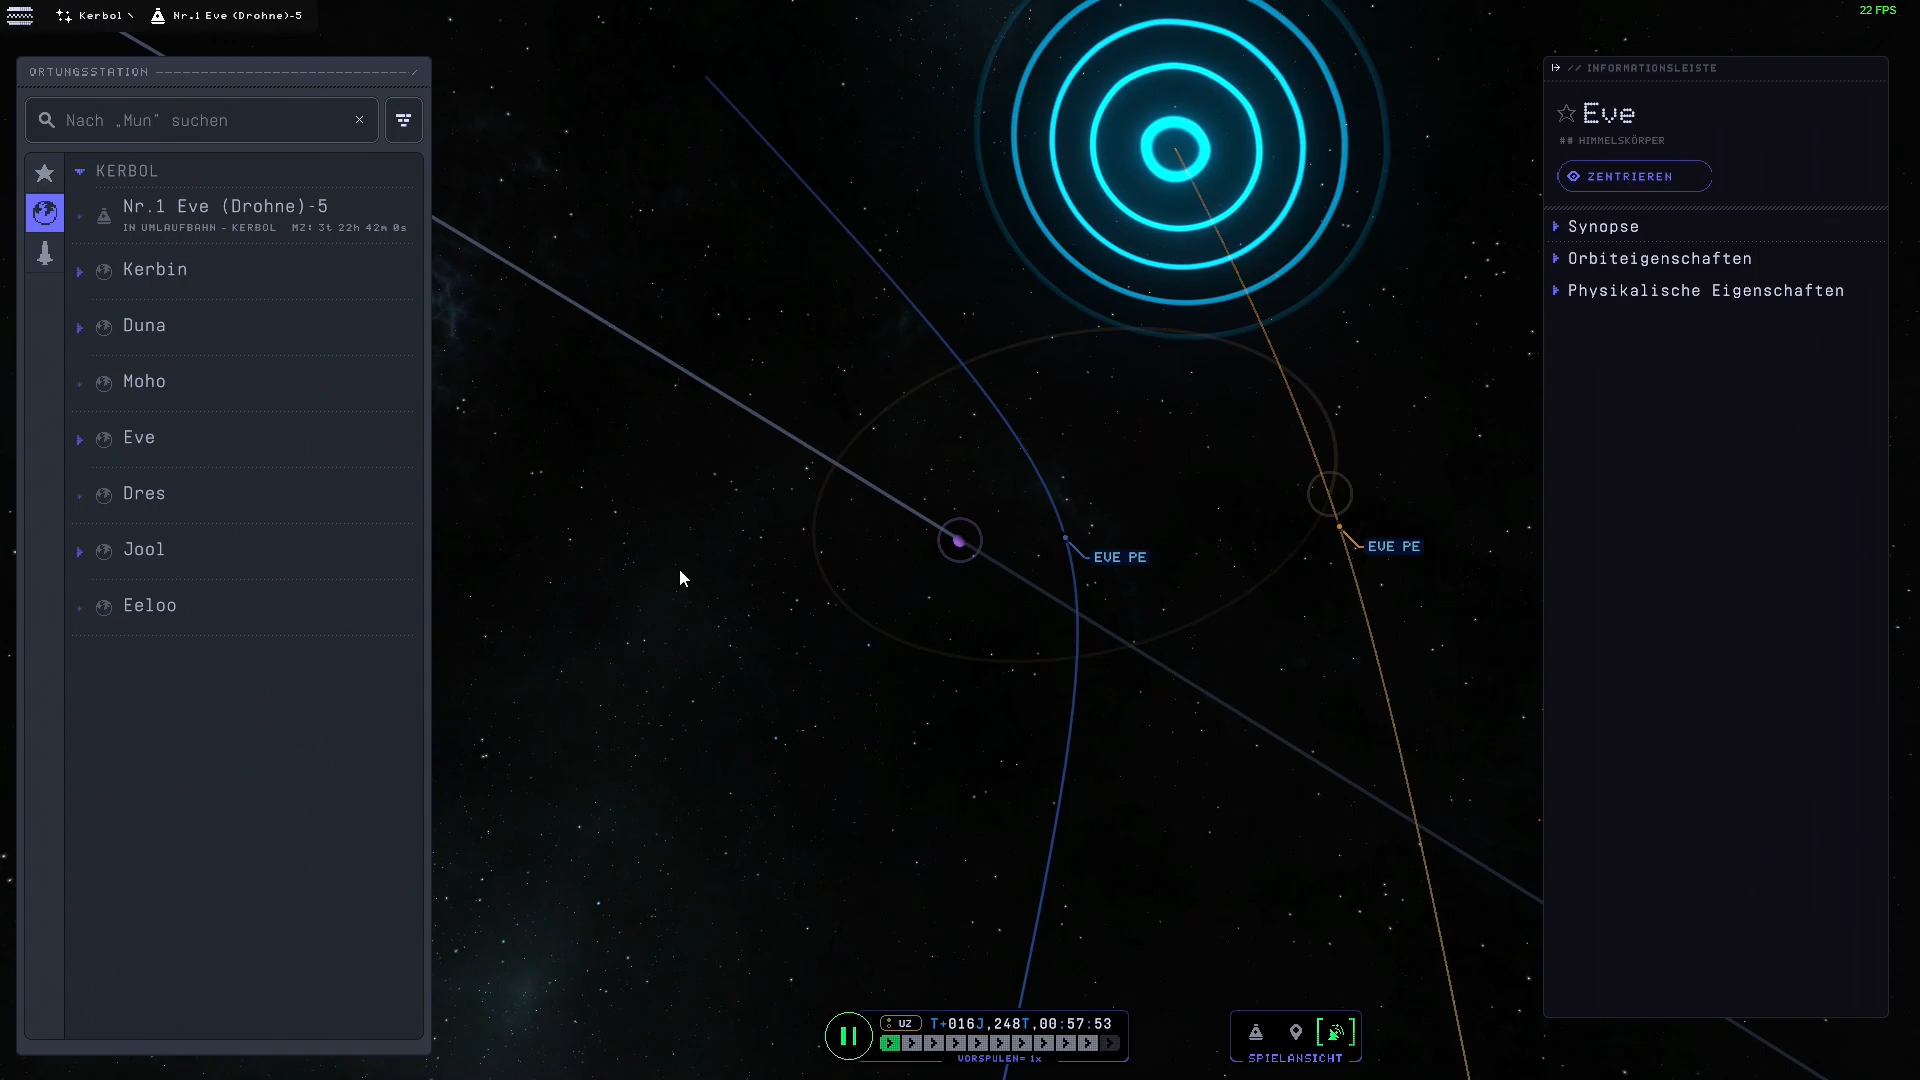 Kerbol
Nr.1 Eve (Drohne)-5
22 FPS
ORTUNGSSTATION
Nach „Mun" suchen
KERBOL
Nr.1 Eve (Drohne)-5
IN UMLAUFBAHN - KERBOL MZ: 3t 22h 42m 0s
Kerbin
Duna
Moho
Eve
Dres
Jool
Eeloo
EVE PE
EVE PE
// INFORMATIONSLEISTE
Eve
## HIMMELSKÖRPER
ZENTRIEREN
Synopse
Orbiteigenschaften
Physikalische Eigenschaften
UZ T+016J,248T,00:57:53
VORSPULEN= 1x
SPIELANSICHT